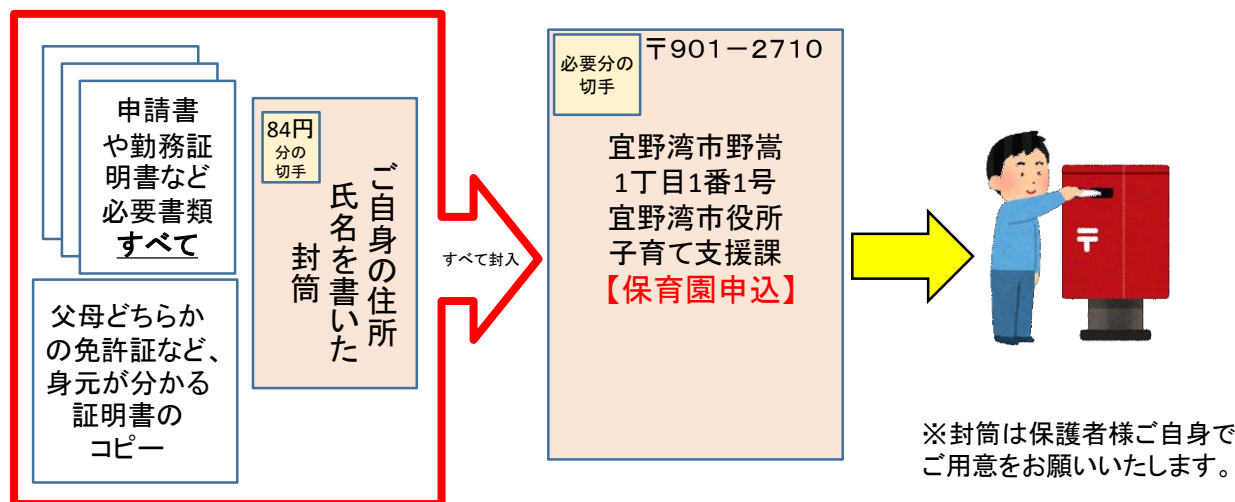 申請書
や勤務証
明書など
必要書類
すべて
父母どちらか
の免許証など、
身元が分かる
証明書の
コピー
84円
分の
切手
ご自身の住所
氏名を書いた
封筒
すべて封入
必要分の
切手
〒901－2710
宜野湾市野嵩
1丁目1番1号
宜野湾市役所
子育て支援課
【保育園申込】
〒
※封筒は保護者様ご自身で
ご用意をお願いいたします。